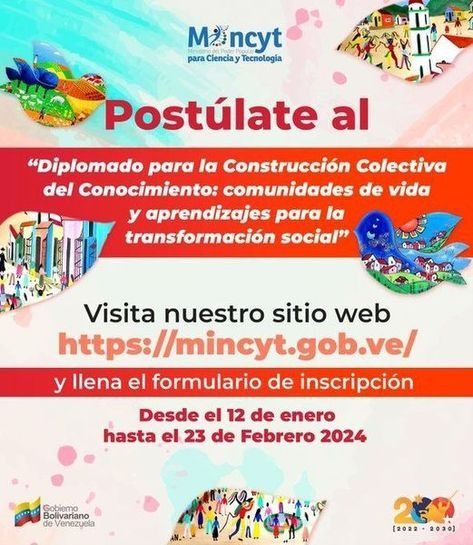 Mincyt
Ministerio del Poder Popular
para Ciencia y Tecnología
Postúlate al
“Diplomado para la Construcción Colectiva
del Conocimiento: comunidades de vida
y aprendizajes para la
transformación social”
Visita nuestro sitio web
https://mincyt.gob.ve/
y llena el formulario de inscripción
Desde el 12 de enero
hasta el 23 de Febrero 2024
Gobierno
Bolivariano
de Venezuela
200
[2022 - 2030]